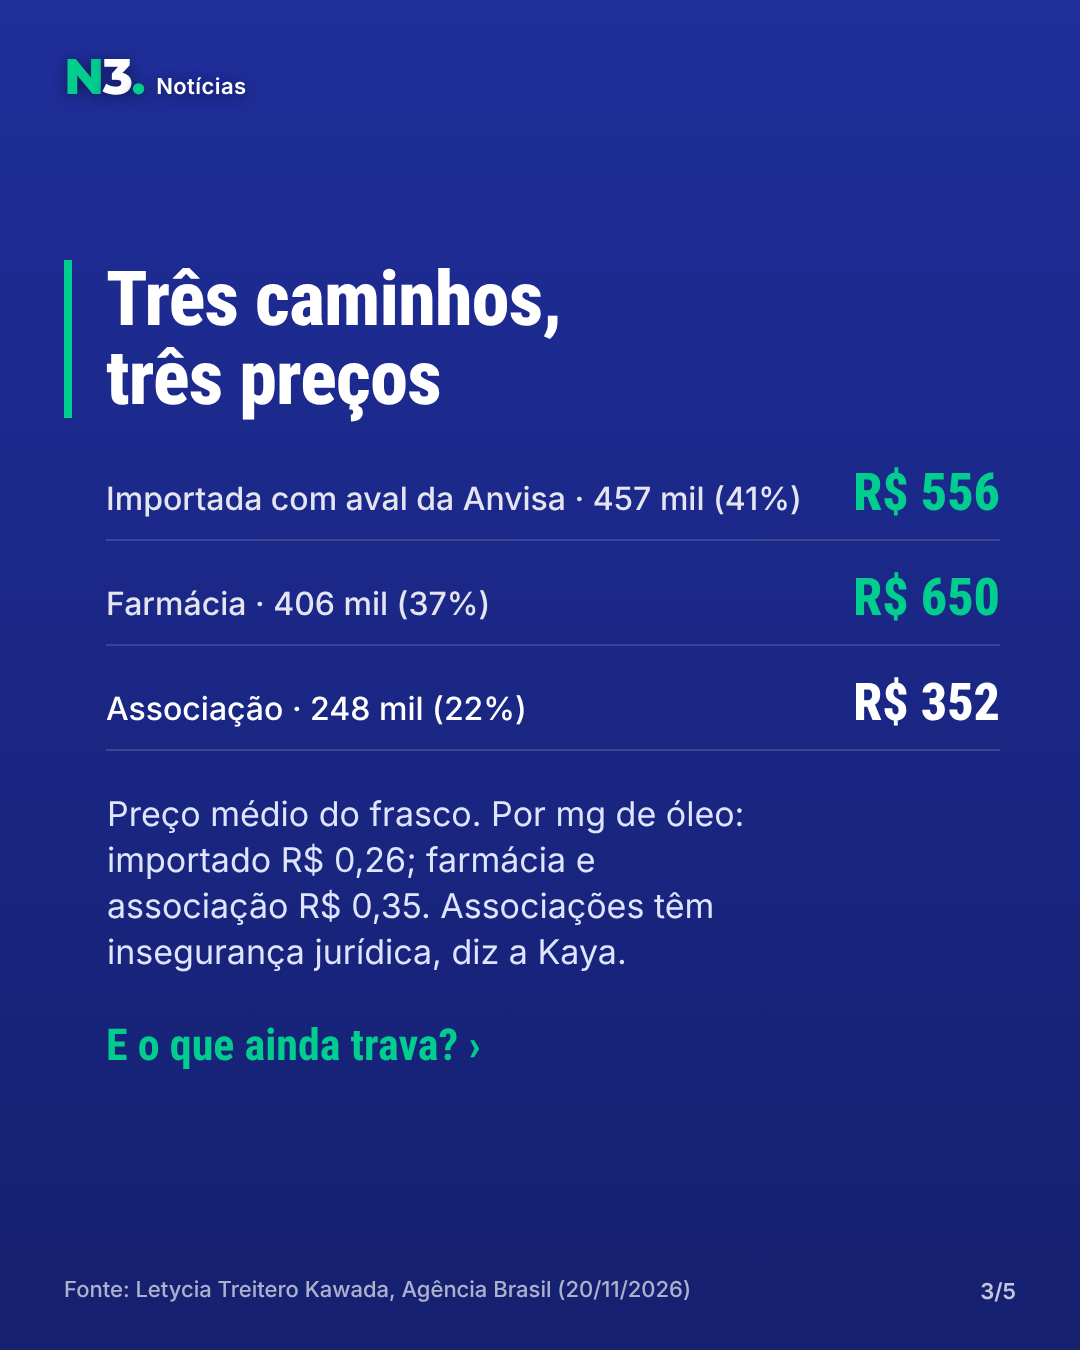 N3. Notícias
Três caminhos,
três preços
Importada com aval da Anvisa · 457 mil (41%) R$ 556
Farmácia · 406 mil (37%) R$ 650
Associação · 248 mil (22%) R$ 352
Preço médio do frasco. Por mg de óleo:
importado R$ 0,26; farmácia e
associação R$ 0,35. Associações têm
insegurança jurídica, diz a Kaya.
E o que ainda trava? ›
Fonte: Letycia Treitero Kawada, Agência Brasil (20/11/2026) 3/5